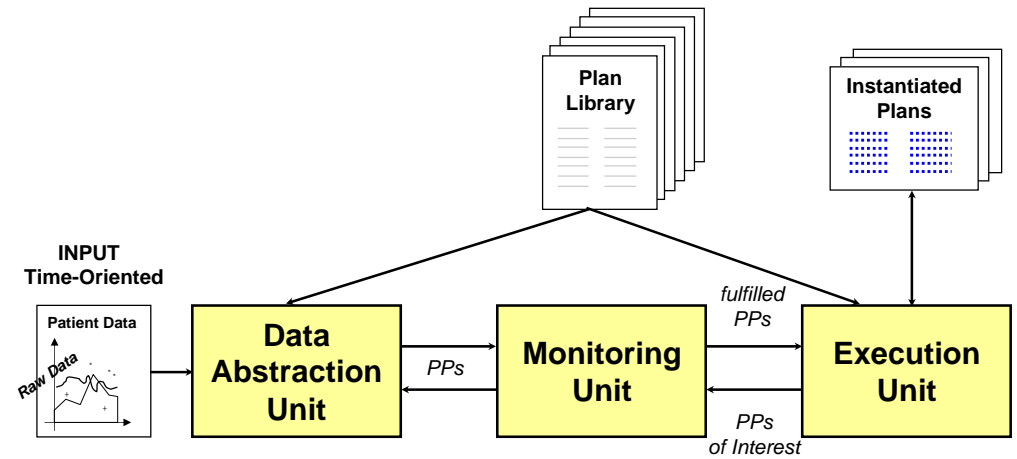 Plan
Library
Instantiated
Plans
INPUT
Time-Oriented
Patient Data
Raw Data
Data
Abstraction
Unit
PPs
Monitoring
Unit
fulfilled
PPs
PPs
of Interest
Execution
Unit